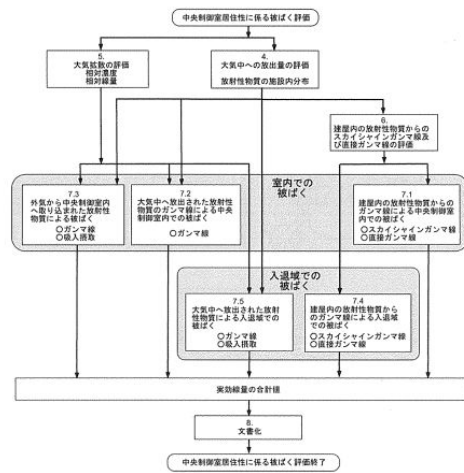 中央制御室居住性に係る被ばく評価
5.
大気拡散の評価
相対濃度
相対線量
4.
大気中への放出量の評価
放射性物質の施設内分布
6.
建屋内の放射性物質からの
スカイシャインガンマ線及
び直接ガンマ線の評価
室内での
被ばく
7.3
外気から中央制御室内
へ取り込まれた放射性
物質による被ばく
○ガンマ線
○吸入摂取
7.2
大気中へ放出された放射性
物質のガンマ線による中央
制御室内での被ばく
○ガンマ線
7.1
建屋内の放射性物質からの
ガンマ線による中央制御室内
での被ばく
○スカイシャインガンマ線
○直接ガンマ線
入退域での
被ばく
7.5
大気中へ放出された放射
性物質による入退域での
被ばく
○ガンマ線
○吸入摂取
7.4
建屋内の放射性物質から
のガンマ線による入退域
での被ばく
○スカイシャインガンマ線
○直接ガンマ線
実効線量の合計値
8.
文書化
中央制御室居住性に係る被ばく評価終了